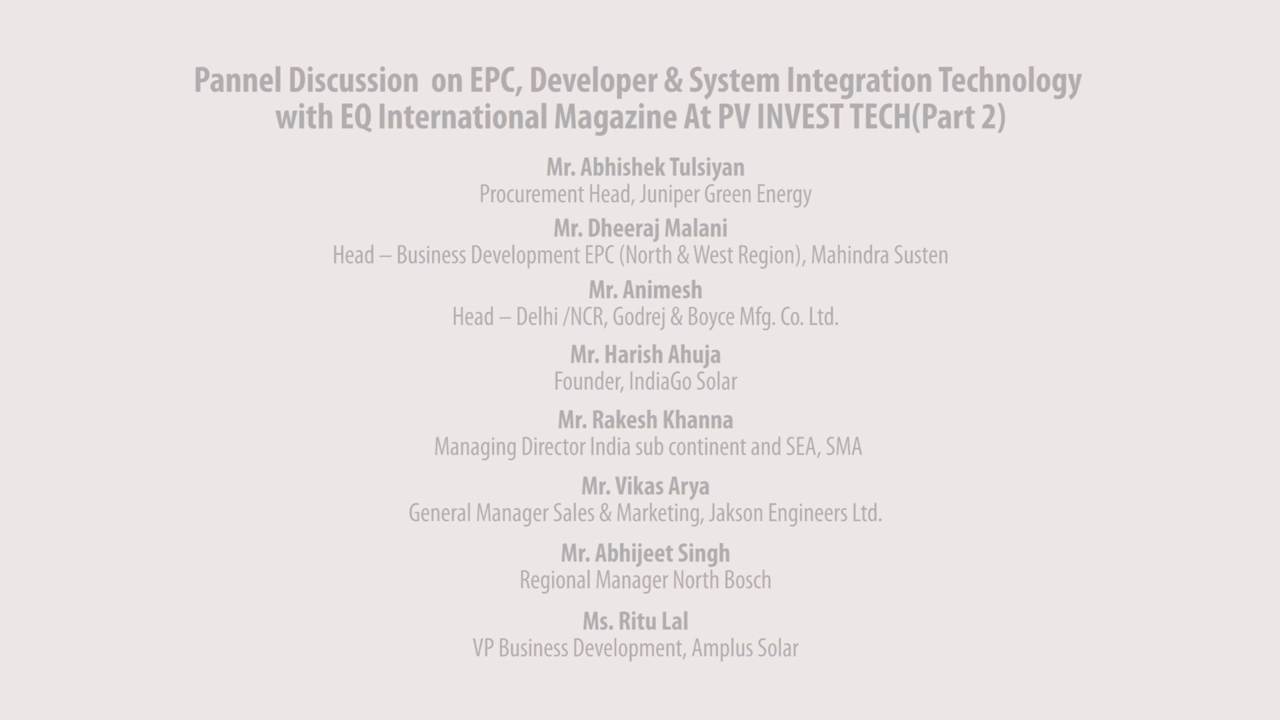 Pannel Discussion on EPC, Developer & System Integration Technology
with EQ International Magazine At PV INVEST TECH(Part 2)
Mr. Abhishek Tulsiyan
Procurement Head, Juniper Green Energy
Mr. Dheeraj Malani
Head – Business Development EPC (North & West Region), Mahindra Susten
Mr. Animesh
Head – Delhi /NCR, Godrej & Boyce Mfg. Co. Ltd.
Mr. Harish Ahuja
Founder, IndiaGo Solar
Mr. Rakesh Khanna
Managing Director India sub continent and SEA, SMA
Mr. Vikas Arya
General Manager Sales & Marketing, Jakson Engineers Ltd.
Mr. Abhijeet Singh
Regional Manager North Bosch
Ms. Ritu Lal
VP Business Development, Amplus Solar